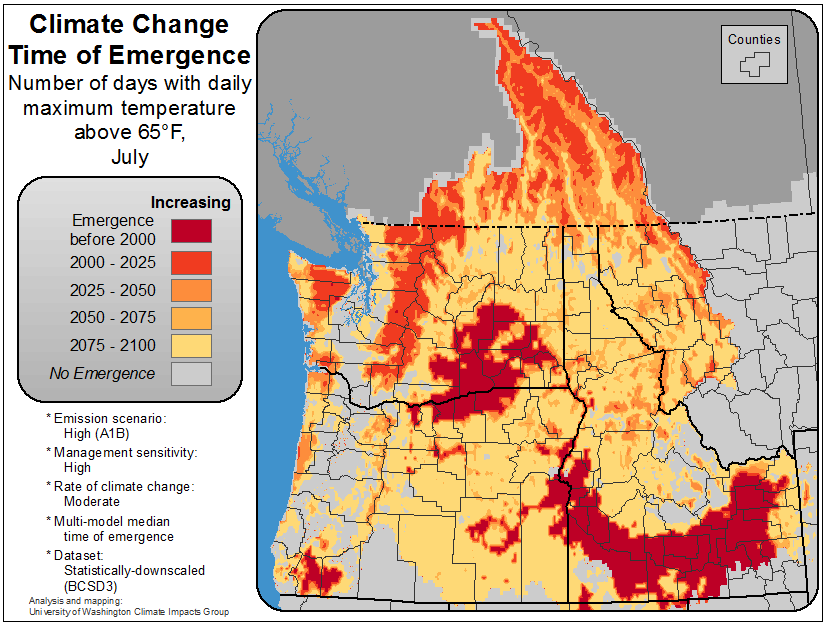 Climate Change
Time of Emergence
Number of days with daily
maximum temperature
above 65°F,
July
Increasing
Emergence
before 2000
2000 - 2025
2025 - 2050
2050 - 2075
2075 - 2100
No Emergence
* Emission scenario:
High (A1B)
* Management sensitivity:
High
* Rate of climate change:
Moderate
* Multi-model median
time of emergence
* Dataset:
Statistically-downscaled
(BCSD3)
Analysis and mapping:
University of Washington Climate Impacts Group
Counties